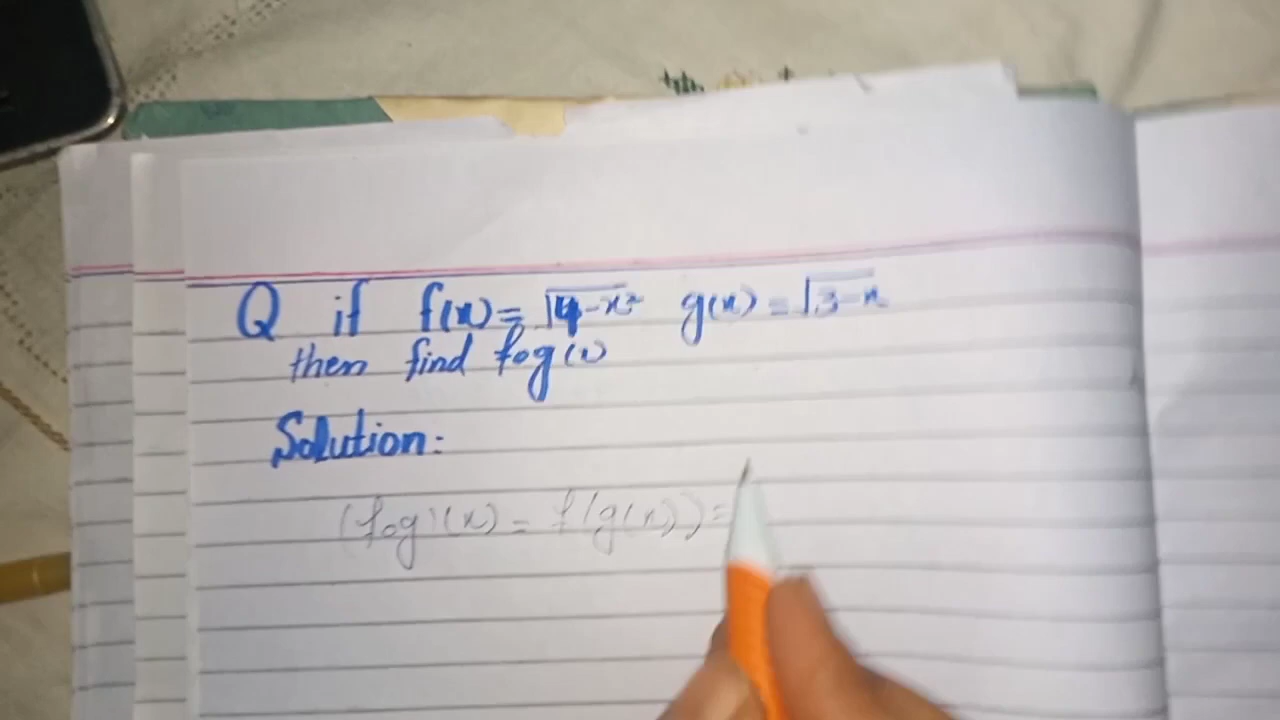 Q if f(x) = √4-x² g(x) = √3-x
then find fog(x)
Solution:
(fog)(x) = f(g(x)) =